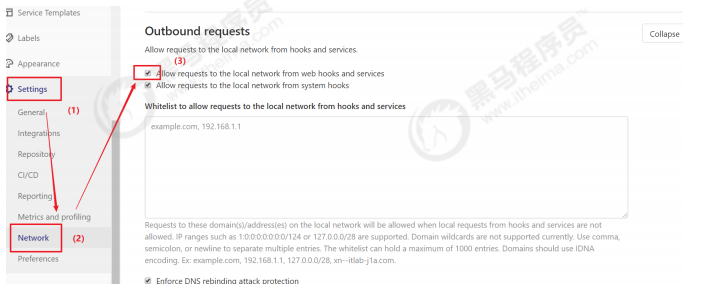 Service Templates
Labels
Appearance
Settings
General
(1)
Integrations
Repository
CI/CD
Reporting
Metrics and profiling
Network
(2)
Preferences
Outbound requests
Collapse
Allow requests to the local network from hooks and services.
(3)
Allow requests to the local network from web hooks and services
Allow requests to the local network from system hooks
Whitelist to allow requests to the local network from hooks and services
example.com, 192.168.1.1
Requests to these domain(s)/address(es) on the local network will be allowed when local requests from hooks and services are not
allowed. IP ranges such as 1:0:0:0:0:0:0:0/124 or 127.0.0.0/28 are supported. Domain wildcards are not supported currently. Use comma,
semicolon, or newline to separate multiple entries. The whitelist can hold a maximum of 1000 entries. Domains should use IDNA
encoding. Ex: example.com, 192.168.1.1, 127.0.0.0/28, xn--itlab-j1a.com.
Enforce DNS rebinding attack protection
黑马程序员
www.itheima.com
黑马程序员
www.itheima.com